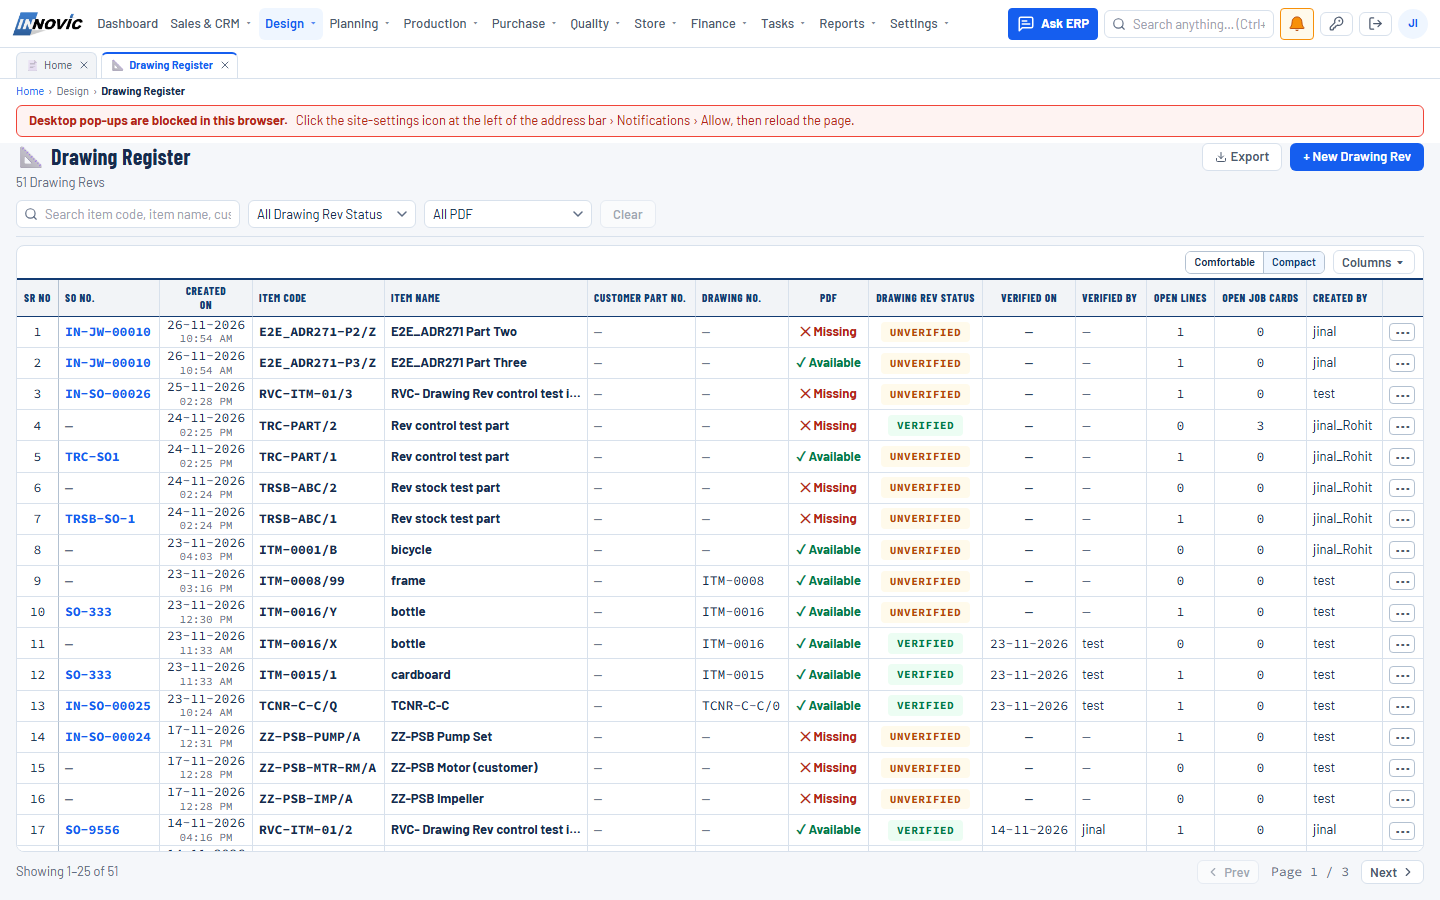 INNOVIC Dashboard Sales & CRM Design Planning Production Purchase Quality Store Finance Tasks Reports Settings Ask ERP Search anything... (Ctrl+ JI
Home Drawing Register
Home › Design › Drawing Register
Desktop pop-ups are blocked in this browser. Click the site-settings icon at the left of the address bar › Notifications › Allow, then reload the page.
Drawing Register Export + New Drawing Rev
51 Drawing Revs
Search item code, item name, cus All Drawing Rev Status All PDF Clear
Comfortable Compact Columns
SR NO SO NO. CREATED ON ITEM CODE ITEM NAME CUSTOMER PART NO. DRAWING NO. PDF DRAWING REV STATUS VERIFIED ON VERIFIED BY OPEN LINES OPEN JOB CARDS CREATED BY
1 IN-JW-00010 26-11-2026 10:54 AM E2E_ADR271-P2/Z E2E_ADR271 Part Two — — ✕ Missing UNVERIFIED — — 1 0 jinal
2 IN-JW-00010 26-11-2026 10:54 AM E2E_ADR271-P3/Z E2E_ADR271 Part Three — — ✓ Available UNVERIFIED — — 1 0 jinal
3 IN-SO-00026 25-11-2026 02:28 PM RVC-ITM-01/3 RVC- Drawing Rev control test i... — — ✕ Missing UNVERIFIED — — 1 0 test
4 — 24-11-2026 02:25 PM TRC-PART/2 Rev control test part — — ✕ Missing VERIFIED — — 0 3 jinal_Rohit
5 TRC-SO1 24-11-2026 02:25 PM TRC-PART/1 Rev control test part — — ✓ Available UNVERIFIED — — 1 0 jinal_Rohit
6 — 24-11-2026 02:24 PM TRSB-ABC/2 Rev stock test part — — ✕ Missing UNVERIFIED — — 0 0 jinal_Rohit
7 TRSB-SO-1 24-11-2026 02:24 PM TRSB-ABC/1 Rev stock test part — — ✕ Missing UNVERIFIED — — 1 0 jinal_Rohit
8 — 23-11-2026 04:03 PM ITM-0001/B bicycle — — ✓ Available UNVERIFIED — — 0 0 jinal_Rohit
9 — 23-11-2026 03:16 PM ITM-0008/99 frame — ITM-0008 ✓ Available UNVERIFIED — — 0 0 test
10 SO-333 23-11-2026 12:30 PM ITM-0016/Y bottle — ITM-0016 ✓ Available UNVERIFIED — — 1 0 test
11 — 23-11-2026 11:33 AM ITM-0016/X bottle — ITM-0016 ✓ Available VERIFIED 23-11-2026 test 0 0 test
12 SO-333 23-11-2026 11:33 AM ITM-0015/1 cardboard — ITM-0015 ✓ Available VERIFIED 23-11-2026 test 1 0 test
13 IN-SO-00025 23-11-2026 10:24 AM TCNR-C-C/Q TCNR-C-C — TCNR-C-C/0 ✓ Available VERIFIED 23-11-2026 test 1 0 test
14 IN-SO-00024 17-11-2026 12:31 PM ZZ-PSB-PUMP/A ZZ-PSB Pump Set — — ✕ Missing UNVERIFIED — — 1 0 test
15 — 17-11-2026 12:28 PM ZZ-PSB-MTR-RM/A ZZ-PSB Motor (customer) — — ✕ Missing UNVERIFIED — — 0 0 test
16 — 17-11-2026 12:28 PM ZZ-PSB-IMP/A ZZ-PSB Impeller — — ✕ Missing UNVERIFIED — — 0 0 test
17 SO-9556 14-11-2026 04:16 PM RVC-ITM-01/2 RVC- Drawing Rev control test i... — — ✓ Available VERIFIED 14-11-2026 jinal 1 0 jinal
Showing 1–25 of 51 Prev Page 1 / 3 Next